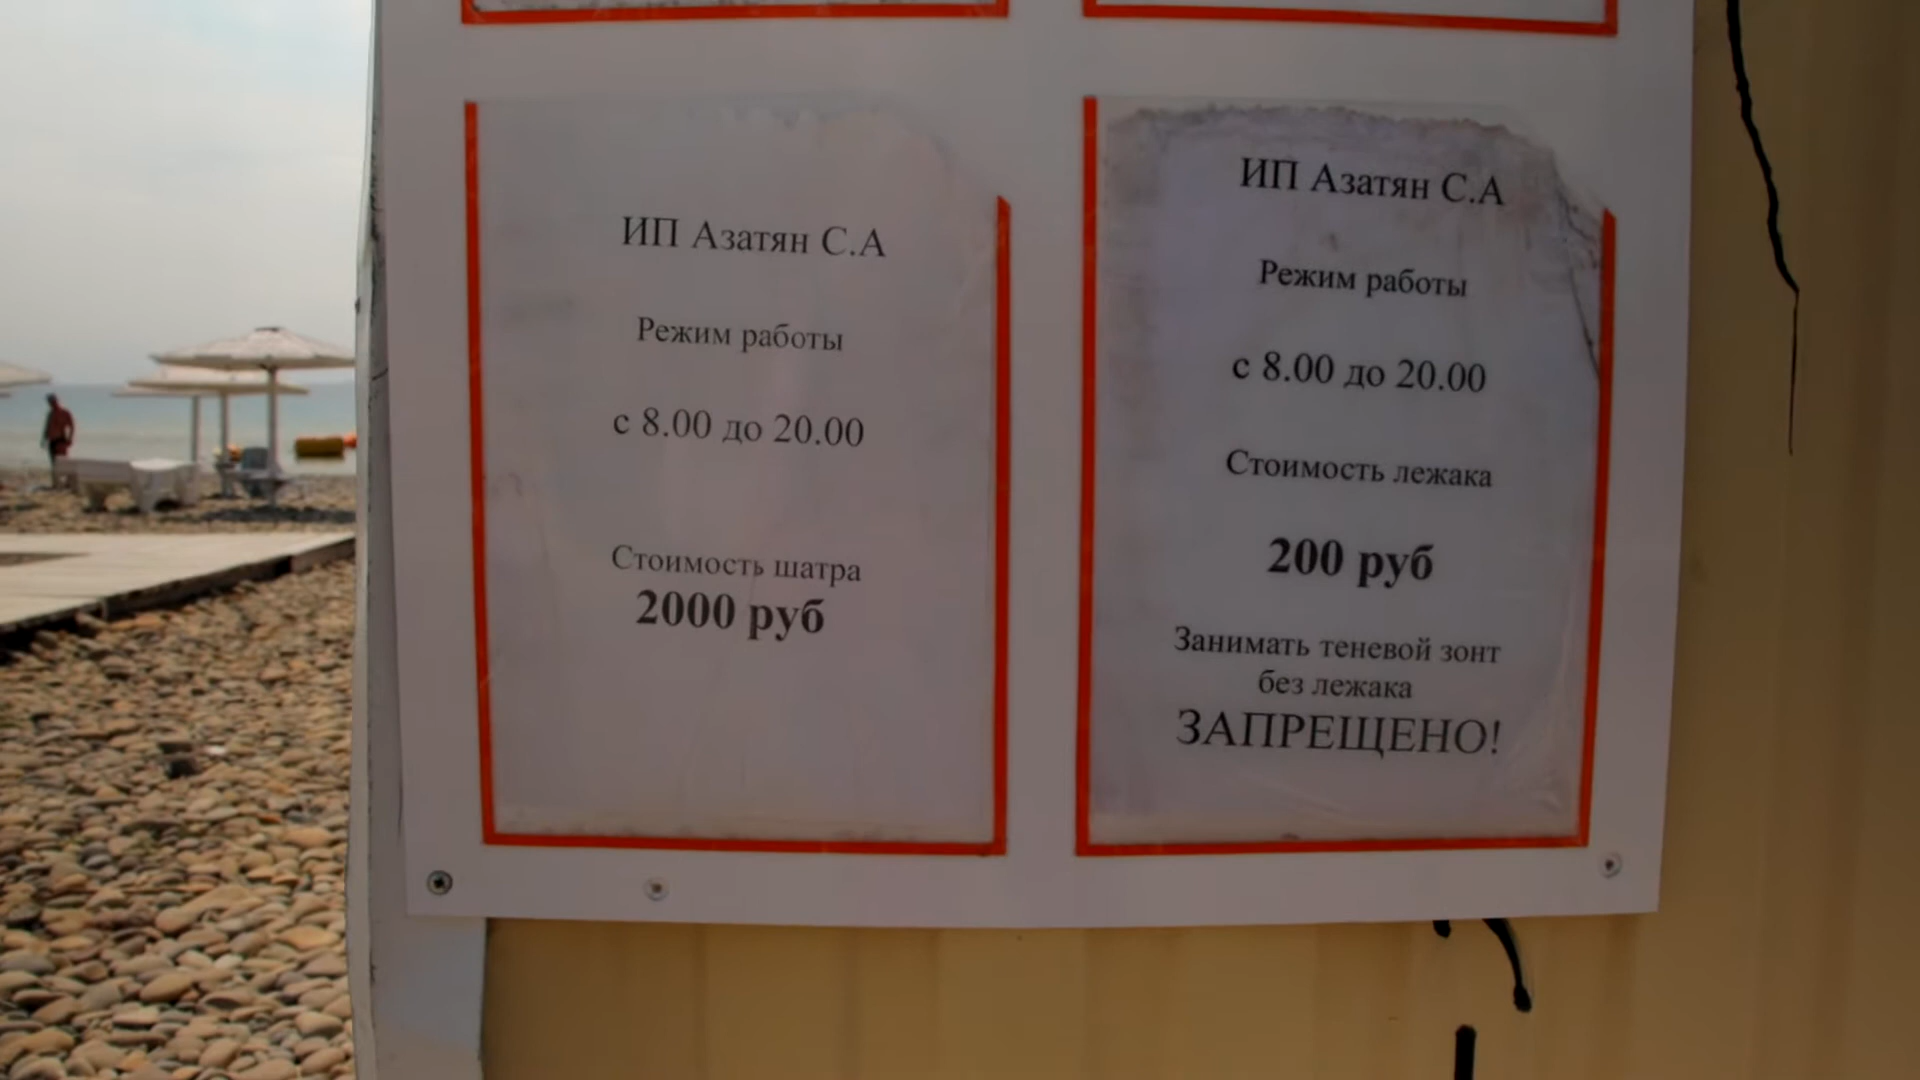 ИП Азатян С.А
Режим работы
с 8.00 до 20.00
Стоимость шатра
2000 руб
ИП Азатян С.А
Режим работы
с 8.00 до 20.00
Стоимость лежака
200 руб
Занимать теневой зонт
без лежака
ЗАПРЕЩЕНО!